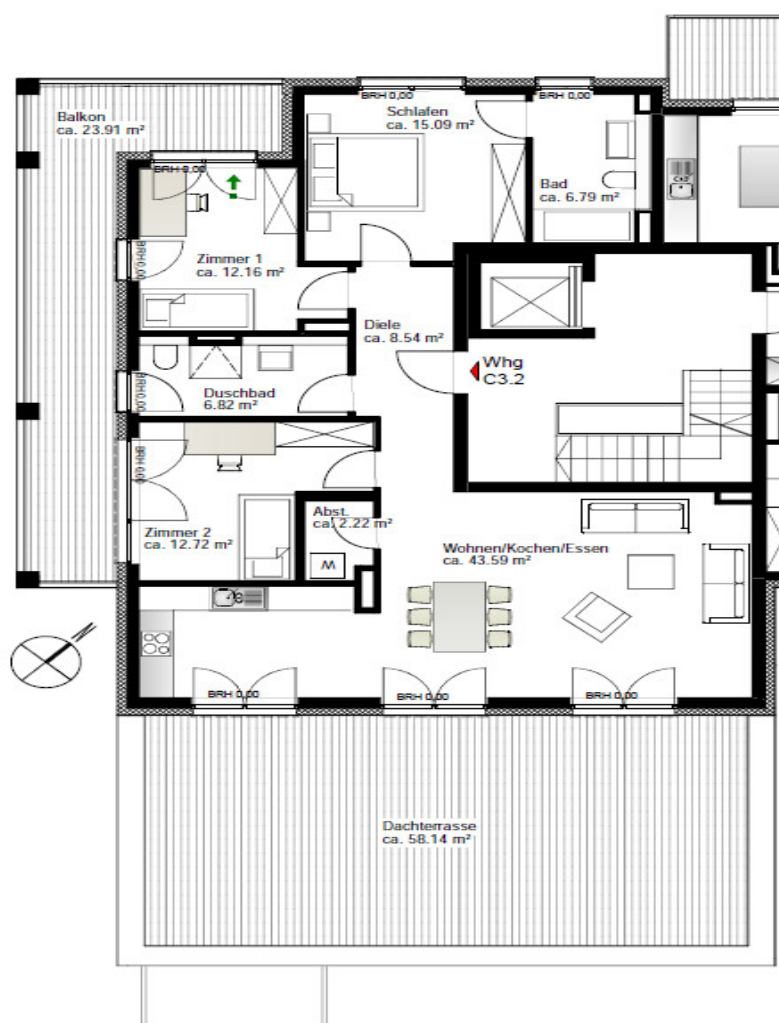 BRH 0,00
BRH 0,00
Schlafen
ca. 15.09 m²
Balkon
ca. 23.91 m²
BRH 0,00
Bad
ca. 6.79 m²
BRH 0,00
Zimmer 1
ca. 12.16 m²
Diele
ca. 8.54 m²
Whg
C3.2
BRH 0,00
Duschbad
6.82 m²
BRH 0,00
Zimmer 2
ca. 12.72 m²
Abst.
ca. 2.22 m²
M
Wohnen/Kochen/Essen
ca. 43.59 m²
BRH 0,00
BRH 0,00
BRH 0,00
Dachterrasse
ca. 58.14 m²